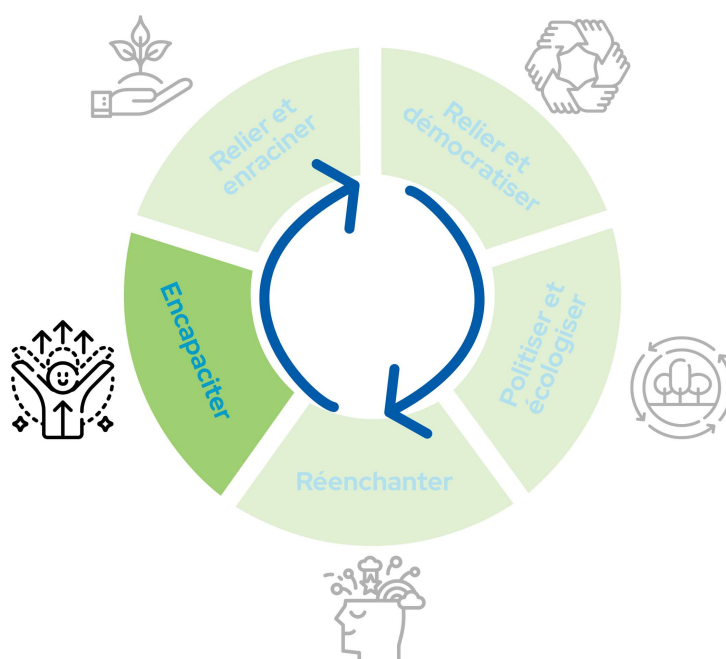 Relier et
enraciner
Relier et
démocratiser
Encapaciter
Politiser et
écologiser
Réenchanter